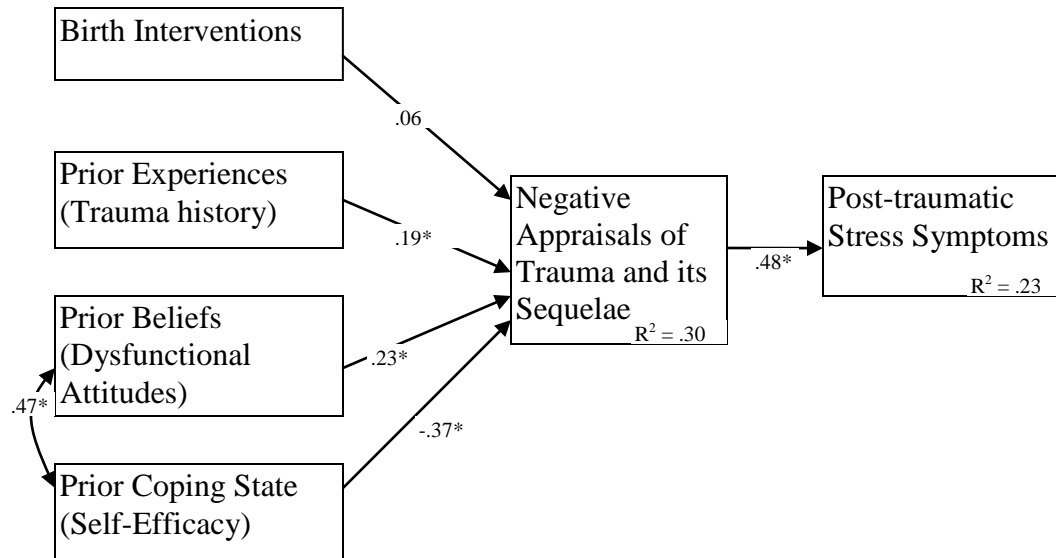 Birth Interventions
.06
Prior Experiences
(Trauma history)
.19*
Prior Beliefs
(Dysfunctional
Attitudes)
.23*
.47*
Prior Coping State
(Self-Efficacy)
-.37*
Negative
Appraisals of
Trauma and its
Sequelae
R² = .30
.48*
Post-traumatic
Stress Symptoms
R² = .23